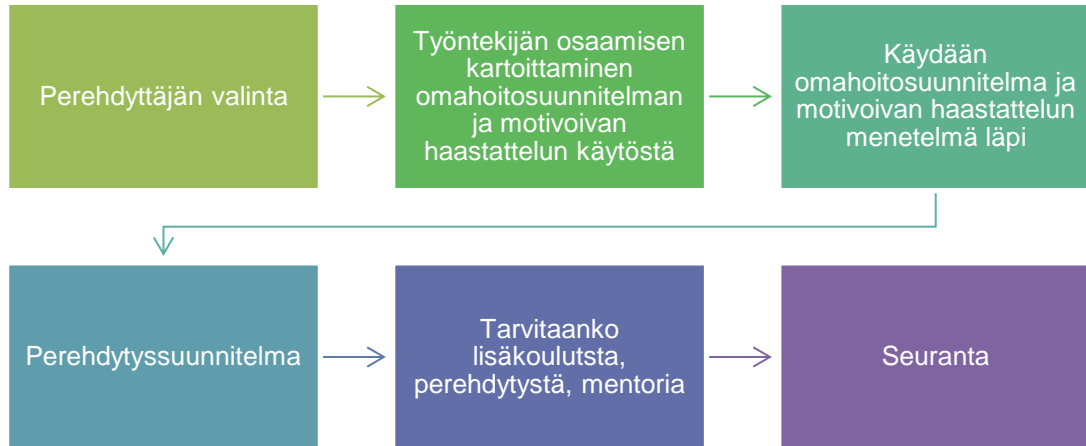 Perehdyttäjän valinta
Työntekijän osaamisen
kartoittaminen
omahoitosuunnitelman
ja motivoivan
haastattelun käytöstä
Käydään
omahoitosuunnitelma ja
motivoivan haastattelun
menetelmä läpi
Perehdytyssuunnitelma
Tarvitaanko
lisäkoulutsta,
perehdytystä, mentoria
Seuranta